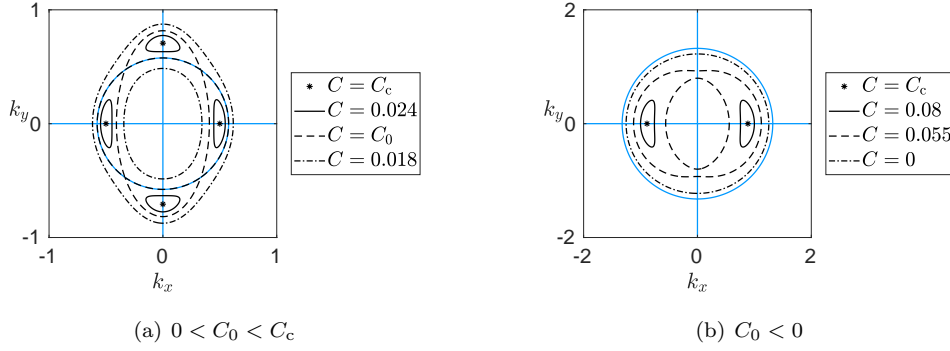 1
k_y
0
-1
-1
0
1
k_x
* C = C_c
C = 0.024
C = C_0
C = 0.018
(a) 0 < C_0 < C_c
2
k_y
0
-2
-2
0
2
k_x
* C = C_c
C = 0.08
C = 0.055
C = 0
(b) C_0 < 0